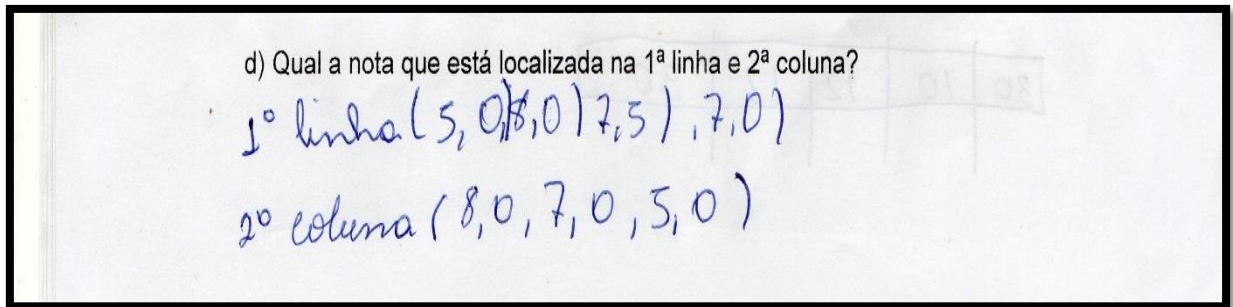 d) Qual a nota que está localizada na 1ª linha e 2ª coluna?
1° linha (5,0)8,0)7,5),7,0)
2° coluna (8,0,7,0,5,0)